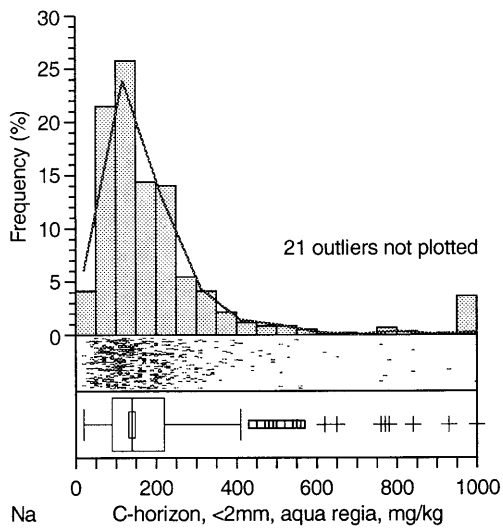 30
25
20
15
10
5
0
Frequency (%)
21 outliers not plotted
0 200 400 600 800 1000
Na C-horizon, <2mm, aqua regia, mg/kg